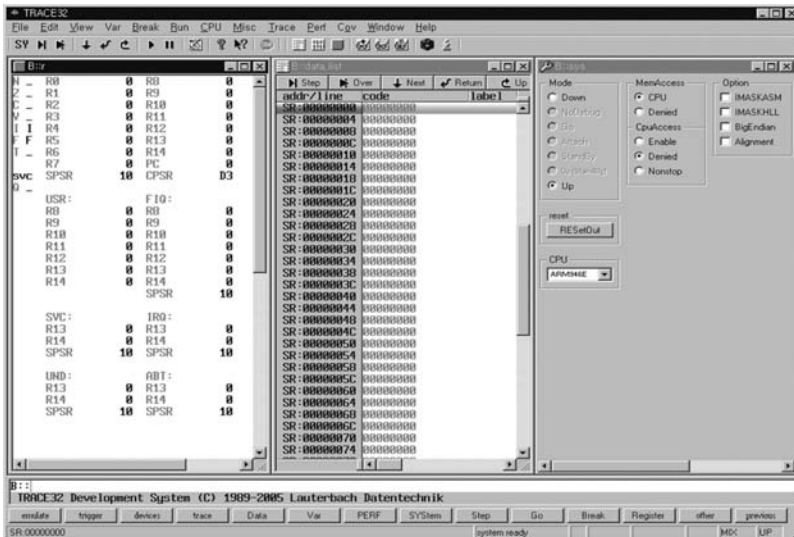 TRACE32
File Edit View Var Break Run CPU Misc Trace Perf Cov Window Help
B::r
N _ R0 0 R8 0
Z _ R1 0 R9 0
C _ R2 0 R10 0
V _ R3 0 R11 0
I I R4 0 R12 0
F F R5 0 R13 0
T _ R6 0 R14 0
R7 0 PC 0
svc SPSR 10 CPSR D3
Q _
USR: FIQ:
R8 0 R8 0
R9 0 R9 0
R10 0 R10 0
R11 0 R11 0
R12 0 R12 0
R13 0 R13 0
R14 0 R14 0
SPSR 10
SVC: IRQ:
R13 0 R13 0
R14 0 R14 0
SPSR 10 SPSR 10
UND: ABT:
R13 0 R13 0
R14 0 R14 0
SPSR 10 SPSR 10
B::data.list
Step Over Next Return Up
addr/line code label
SR:00000000 00000000
SR:00000004 00000000
SR:00000008 00000000
SR:0000000C 00000000
SR:00000010 00000000
SR:00000014 00000000
SR:00000018 00000000
SR:0000001C 00000000
SR:00000020 00000000
SR:00000024 00000000
SR:00000028 00000000
SR:0000002C 00000000
SR:00000030 00000000
SR:00000034 00000000
SR:00000038 00000000
SR:0000003C 00000000
SR:00000040 00000000
SR:00000044 00000000
SR:00000048 00000000
SR:0000004C 00000000
SR:00000050 00000000
SR:00000054 00000000
SR:00000058 00000000
SR:0000005C 00000000
SR:00000060 00000000
SR:00000064 00000000
SR:00000068 00000000
SR:0000006C 00000000
SR:00000070 00000000
SR:00000074 00000000
B::sys
Mode
Down
NoDebug
Go
Attach
StandBy
Up
reset
RESetOut
CPU
ARM946E
MemAccess
CPU
Denied
CpuAccess
Enable
Denied
Nonstop
Option
IMASKASM
IMASKHLL
BigEndian
Alignment
B::
TRACE32 Development System (C) 1989-2005 Lauterbach Datentechnik
emulate trigger devices trace Data Var PERF SYStem Step Go Break Register other previous
SR:00000000 system ready MIX UP